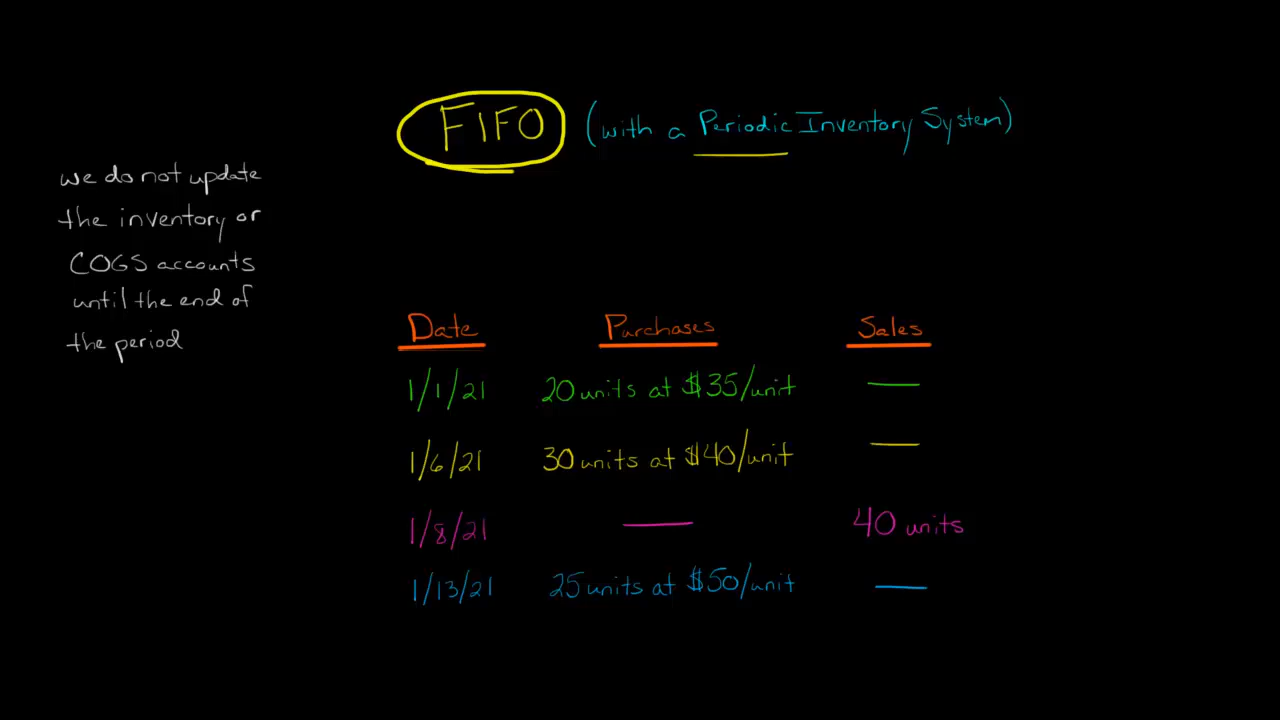 FIFO (with a Periodic Inventory System)
we do not update
the inventory or
COGS accounts
until the end of
the period
Date Purchases Sales
1/1/21 20 units at $35/unit —
1/6/21 30 units at $40/unit —
1/8/21 — 40 units
1/13/21 25 units at $50/unit —